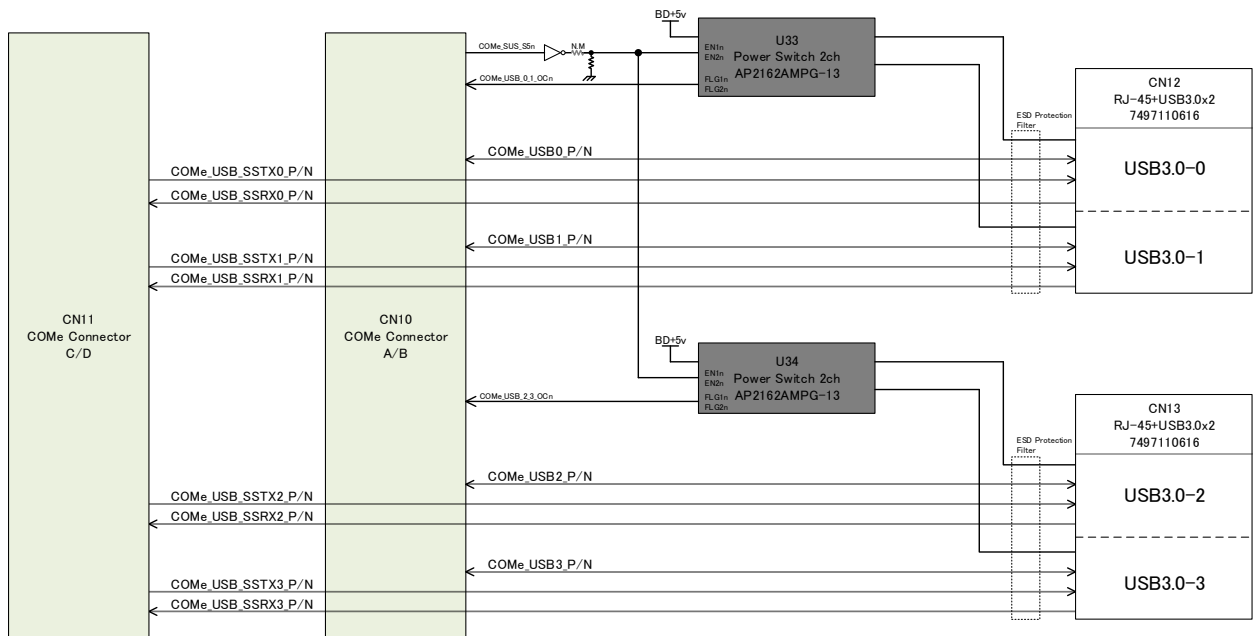 BD+5v
COMe_SUS_S5n
N.M
EN1n
EN2n
FLG1n
FLG2n
U33
Power Switch 2ch
AP2162AMPG-13
COMe_USB_0_1_OCn
CN12
RJ-45+USB3.0x2
7497110616
ESD Protection
Filter
COMe_USB0_P/N
COMe_USB_SSTX0_P/N
USB3.0-0
COMe_USB_SSRX0_P/N
COMe_USB1_P/N
COMe_USB_SSTX1_P/N
USB3.0-1
COMe_USB_SSRX1_P/N
CN11
COMe Connector
C/D
CN10
COMe Connector
A/B
BD+5v
EN1n
EN2n
FLG1n
FLG2n
U34
Power Switch 2ch
AP2162AMPG-13
COMe_USB_2_3_OCn
CN13
RJ-45+USB3.0x2
7497110616
ESD Protection
Filter
COMe_USB2_P/N
COMe_USB_SSTX2_P/N
USB3.0-2
COMe_USB_SSRX2_P/N
COMe_USB3_P/N
COMe_USB_SSTX3_P/N
USB3.0-3
COMe_USB_SSRX3_P/N